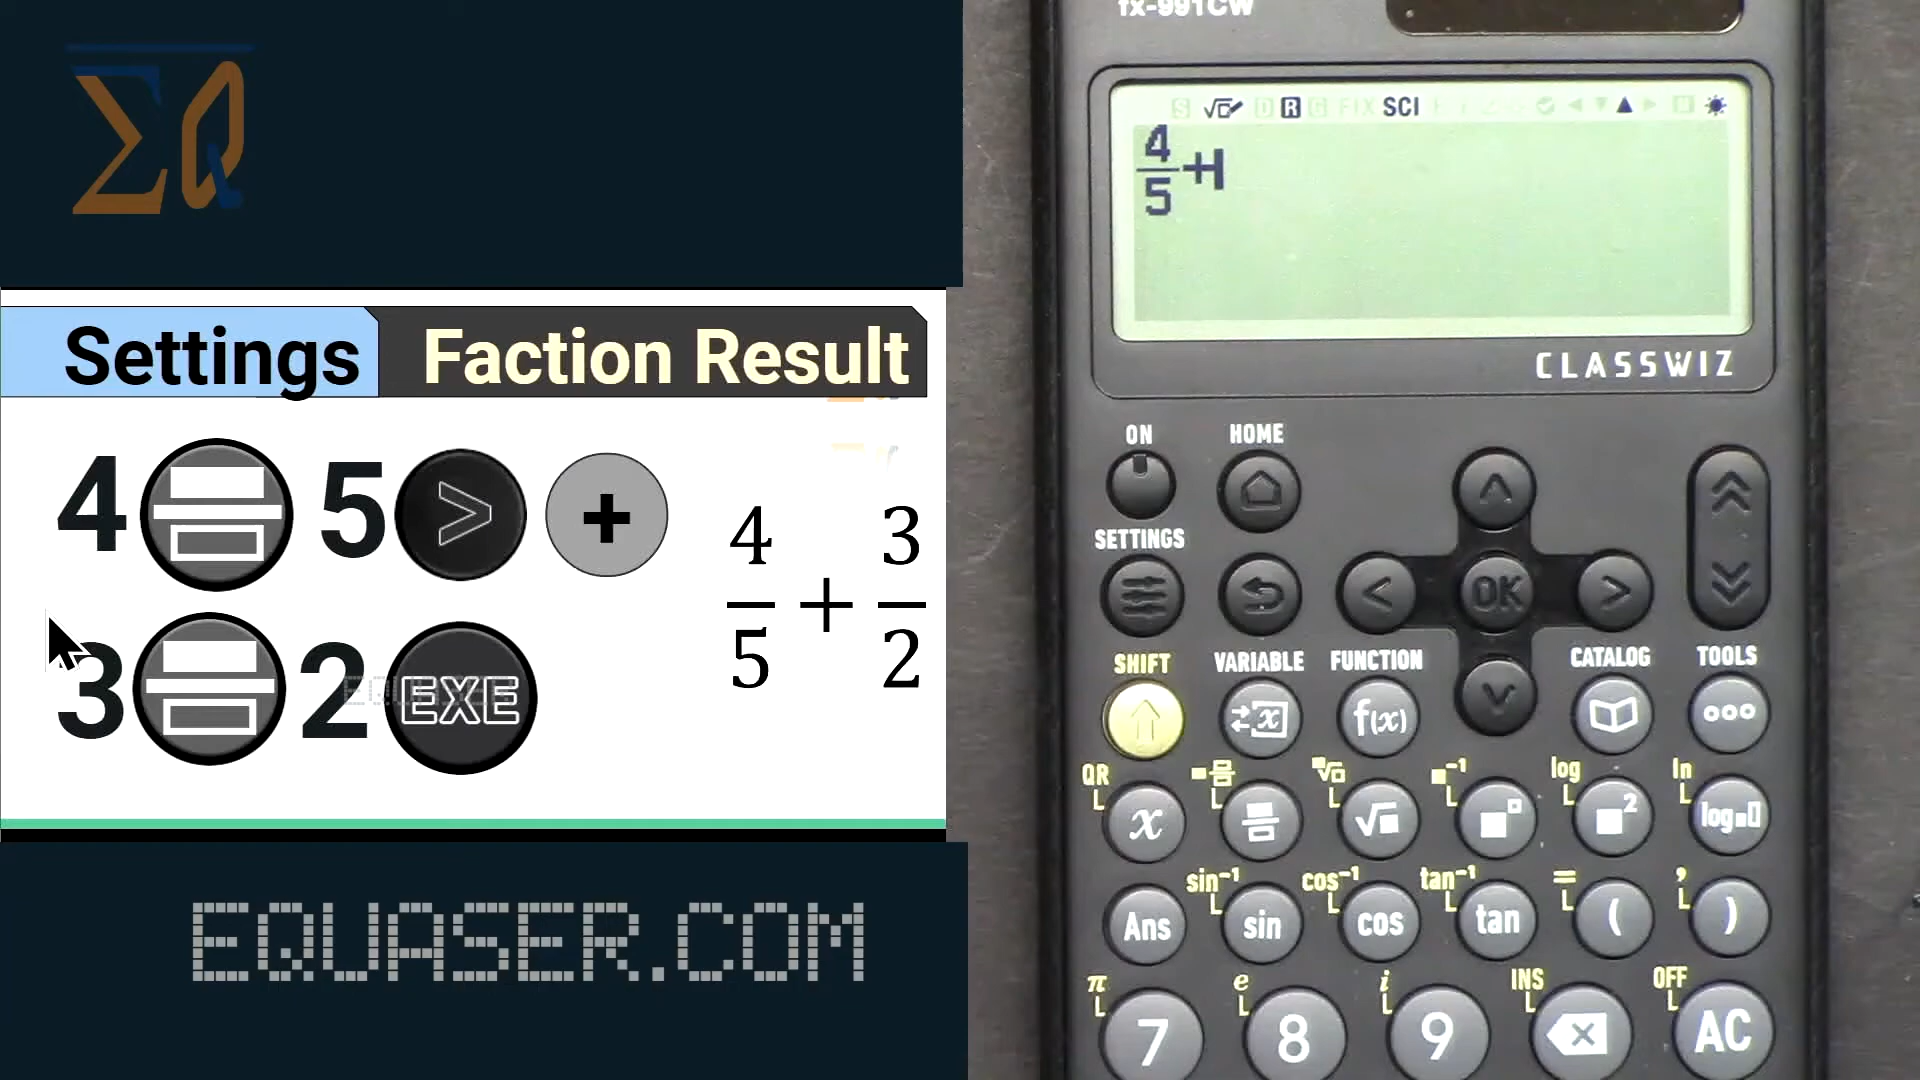 fx-991CW
ΣQ
R SCI
4/5+
Settings Faction Result
4 5 > +
4/5 + 3/2
3 2 EXE
EQUASER.COM
CLASSWIZ
ON HOME
SETTINGS
OK
SHIFT VARIABLE FUNCTION CATALOG TOOLS
x f(x)
QR log ln
x
sin⁻¹ cos⁻¹ tan⁻¹ = ,
Ans sin cos tan ( )
π e i INS OFF
7 8 9 AC